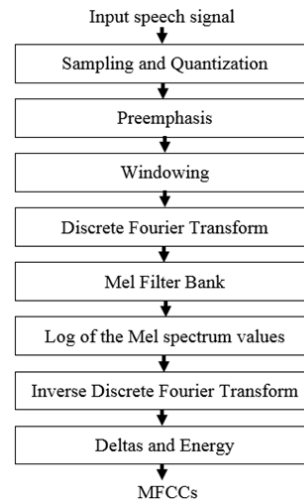 Input speech signal
Sampling and Quantization
Preemphasis
Windowing
Discrete Fourier Transform
Mel Filter Bank
Log of the Mel spectrum values
Inverse Discrete Fourier Transform
Deltas and Energy
MFCCs